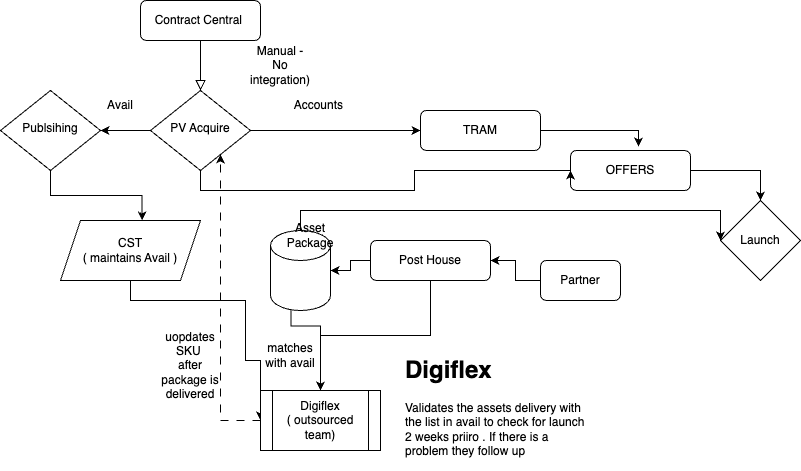 Contract Central
Manual -
No
integration)
Avail
Accounts
Publsihing
PV Acquire
TRAM
OFFERS
Asset
Package
CST
( maintains Avail )
Post House
Launch
Partner
uopdates
SKU
after
package is
delivered
matches
with avail
Digiflex
Digiflex
( outsourced
team)
Validates the assets delivery with
the list in avail to check for launch
2 weeks priiro . If there is a
problem they follow up